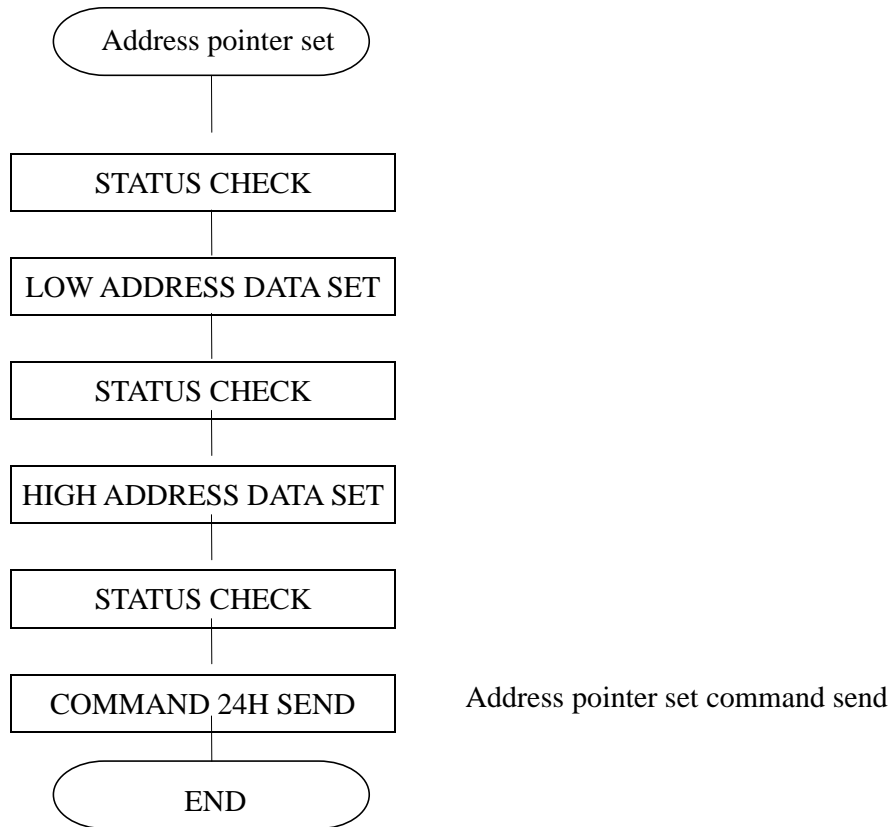 Address pointer set
STATUS CHECK
LOW ADDRESS DATA SET
STATUS CHECK
HIGH ADDRESS DATA SET
STATUS CHECK
COMMAND 24H SEND
Address pointer set command send
END